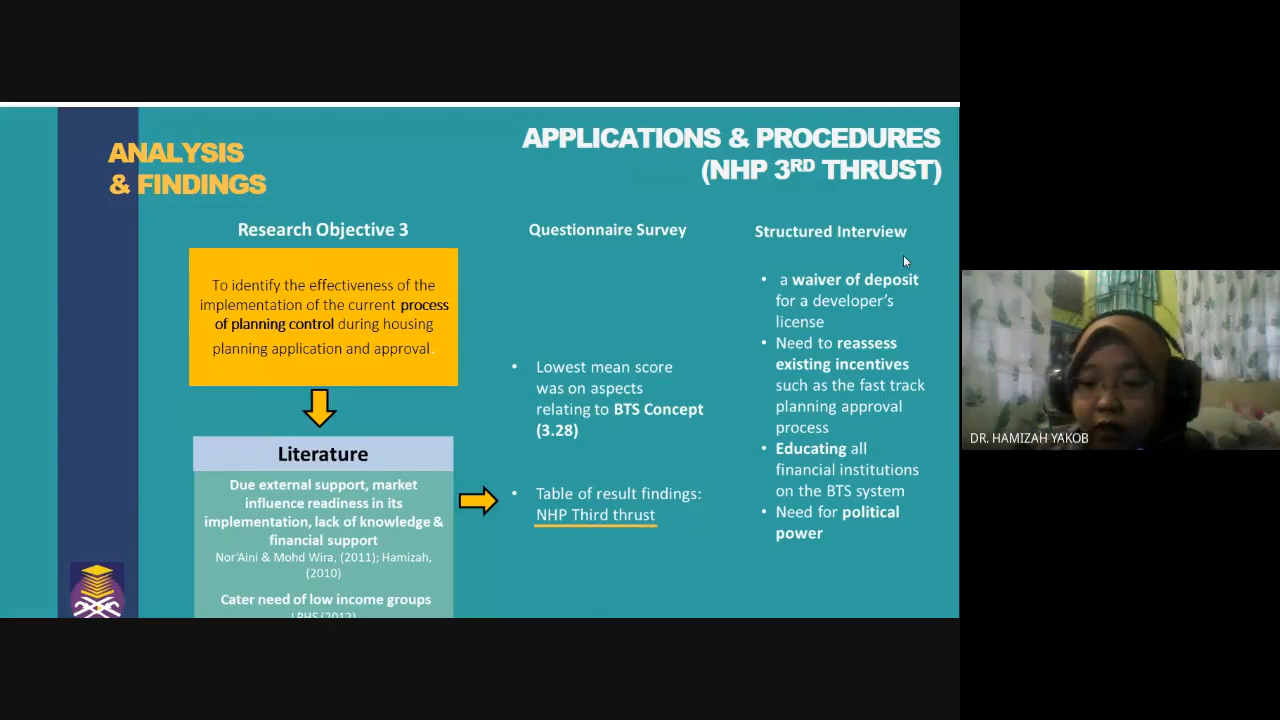 ANALYSIS
& FINDINGS
APPLICATIONS & PROCEDURES
(NHP 3RD THRUST)
Research Objective 3
To identify the effectiveness of the
implementation of the current process
of planning control during housing
planning application and approval.
Literature
Due external support, market
influence readiness in its
implementation, lack of knowledge &
financial support
Nor'Aini & Mohd Wira, (2011); Hamizah,
(2010)
Cater need of low income groups
LPHS (2012)
Questionnaire Survey
• Lowest mean score
was on aspects
relating to BTS Concept
(3.28)
• Table of result findings:
NHP Third thrust
Structured Interview
• a waiver of deposit
for a developer's
license
• Need to reassess
existing incentives
such as the fast track
planning approval
process
• Educating all
financial institutions
on the BTS system
• Need for political
power
DR. HAMIZAH YAKOB